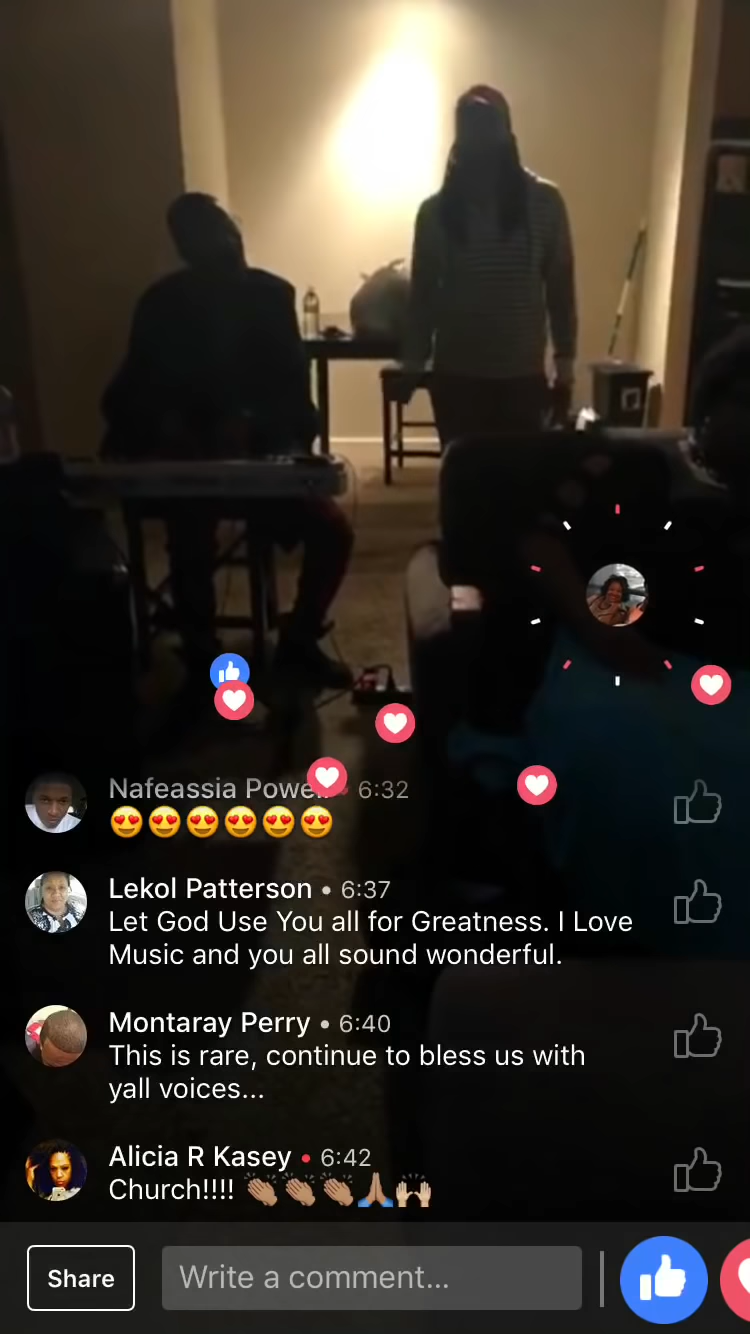 Nafeassia Powe • 6:32
😍😍😍😍😍😍
Lekol Patterson • 6:37
Let God Use You all for Greatness. I Love
Music and you all sound wonderful.
Montaray Perry • 6:40
This is rare, continue to bless us with
yall voices...
Alicia R Kasey • 6:42
Church!!!! 👏🏼👏🏼👏🏼🙏🏼🙌🏼
Share
Write a comment...